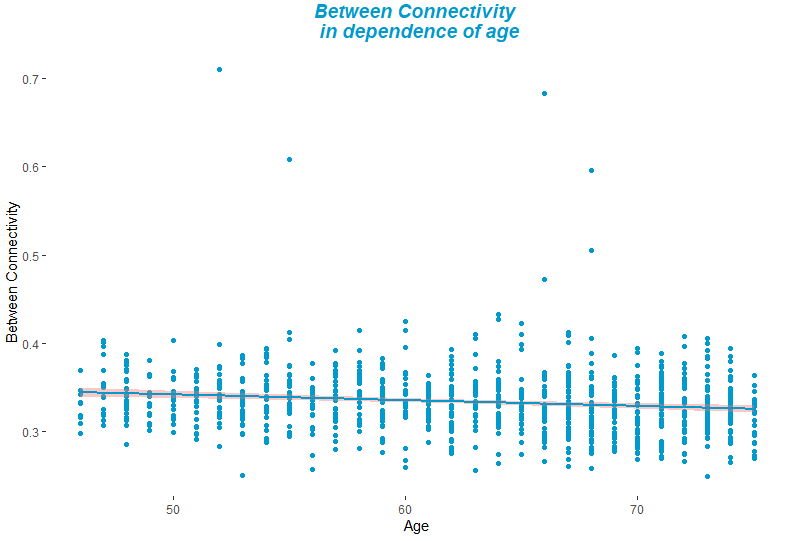 Between Connectivity
in dependence of age
0.7
0.6
0.5
0.4
0.3
Between Connectivity
50
60
70
Age